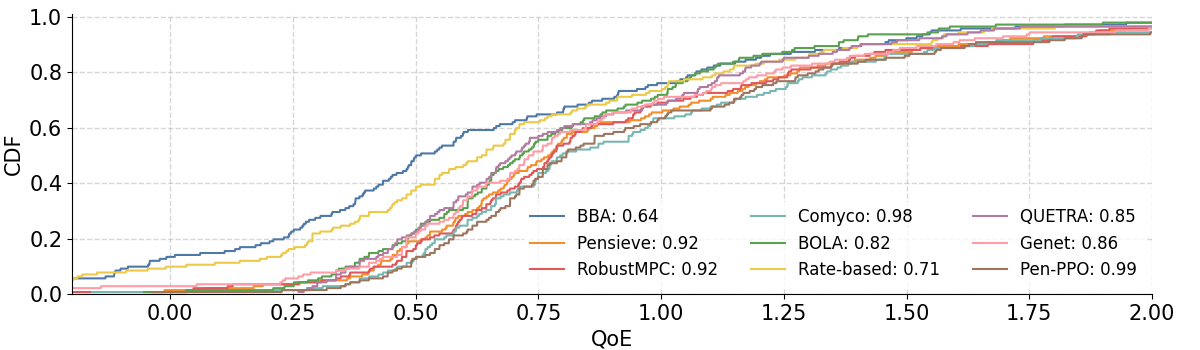 1.0
0.8
0.6
0.4
0.2
0.0
CDF
BBA: 0.64
Pensieve: 0.92
RobustMPC: 0.92
Comyco: 0.98
BOLA: 0.82
Rate-based: 0.71
QUETRA: 0.85
Genet: 0.86
Pen-PPO: 0.99
0.00 0.25 0.50 0.75 1.00 1.25 1.50 1.75 2.00
QoE